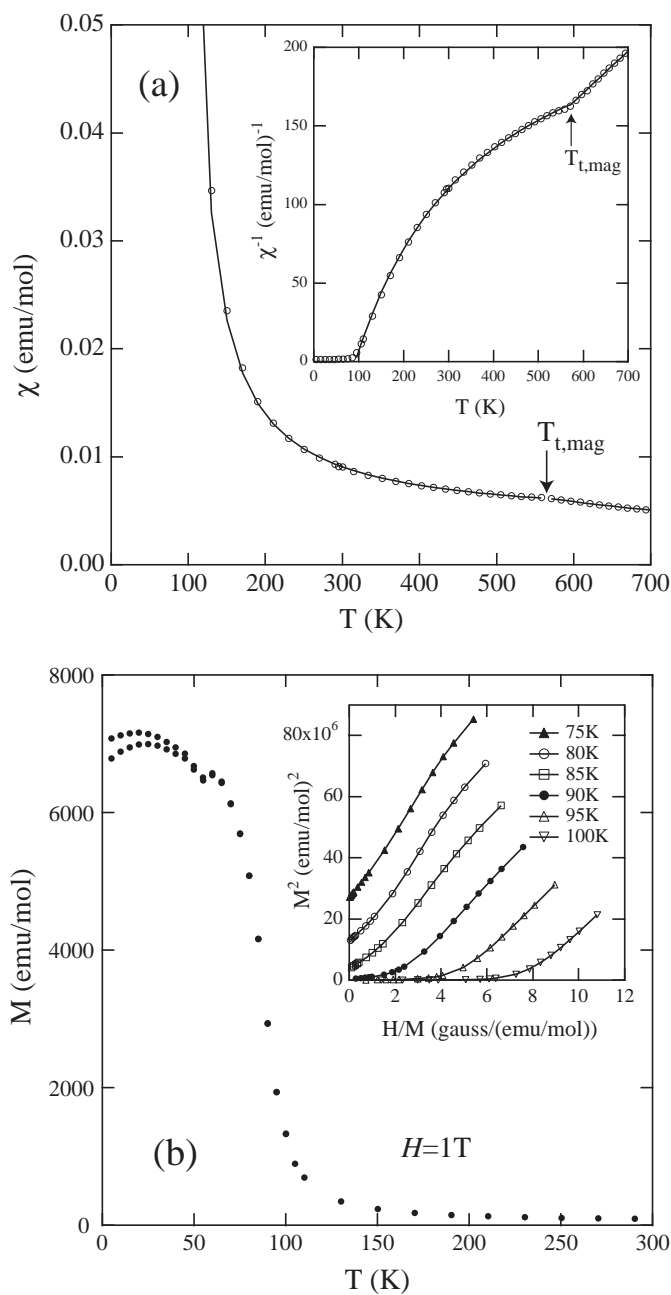 (a)
0.05
0.04
0.03
0.02
0.01
0.00
χ (emu/mol)
0
100
200
300
400
500
600
700
T (K)
T_{t,mag}
200
150
100
50
0
χ^{-1} (emu/mol)^{-1}
0
100
200
300
400
500
600
700
T (K)
T_{t,mag}
(b)
8000
6000
4000
2000
0
M (emu/mol)
0
50
100
150
200
250
300
T (K)
H=1T
80x10^6
60
40
20
0
M^2 (emu/mol)^2
0
2
4
6
8
10
12
H/M (gauss/(emu/mol))
75K
80K
85K
90K
95K
100K